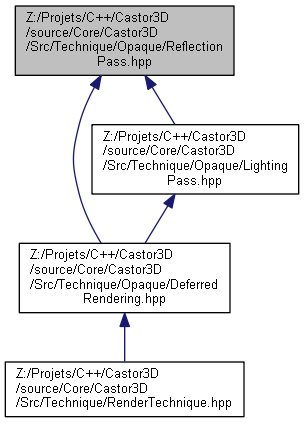 Z:/Projets/C++/Castor3D
/source/Core/Castor3D
/Src/Technique/Opaque/Reflection
Pass.hpp
Z:/Projets/C++/Castor3D
/source/Core/Castor3D
/Src/Technique/Opaque/Lighting
Pass.hpp
Z:/Projets/C++/Castor3D
/source/Core/Castor3D
/Src/Technique/Opaque/Deferred
Rendering.hpp
Z:/Projets/C++/Castor3D
/source/Core/Castor3D
/Src/Technique/RenderTechnique.hpp